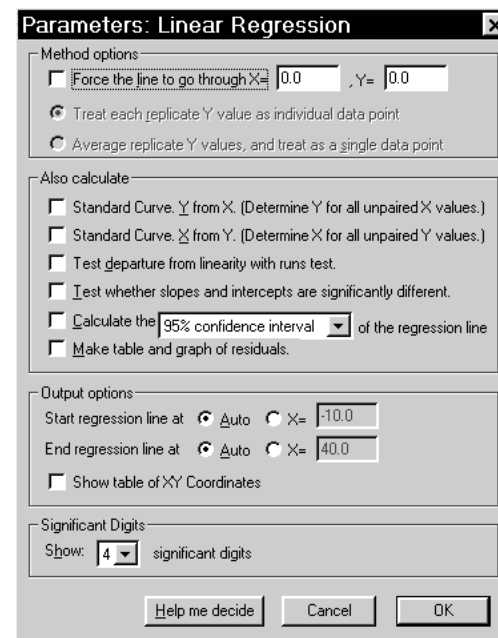 Parameters: Linear Regression
Method options
Force the line to go through X= 0.0 , Y= 0.0
Treat each replicate Y value as individual data point
Average replicate Y values, and treat as a single data point
Also calculate
Standard Curve. Y from X. (Determine Y for all unpaired X values.)
Standard Curve. X from Y. (Determine X for all unpaired Y values.)
Test departure from linearity with runs test.
Test whether slopes and intercepts are significantly different.
Calculate the 95% confidence interval of the regression line
Make table and graph of residuals.
Output options
Start regression line at Auto X= -10.0
End regression line at Auto X= 40.0
Show table of XY Coordinates
Significant Digits
Show: 4 significant digits
Help me decide Cancel OK